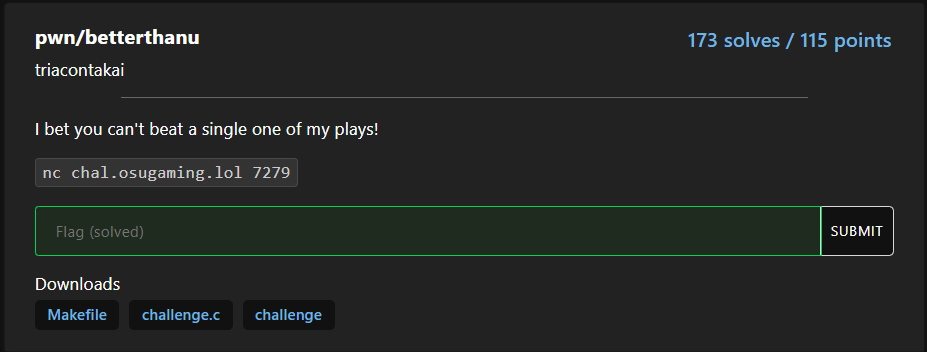 pwn/betterthanu
173 solves / 115 points
triacontakai
I bet you can't beat a single one of my plays!
nc chal.osugaming.lol 7279
Flag (solved)
SUBMIT
Downloads
Makefile
challenge.c
challenge